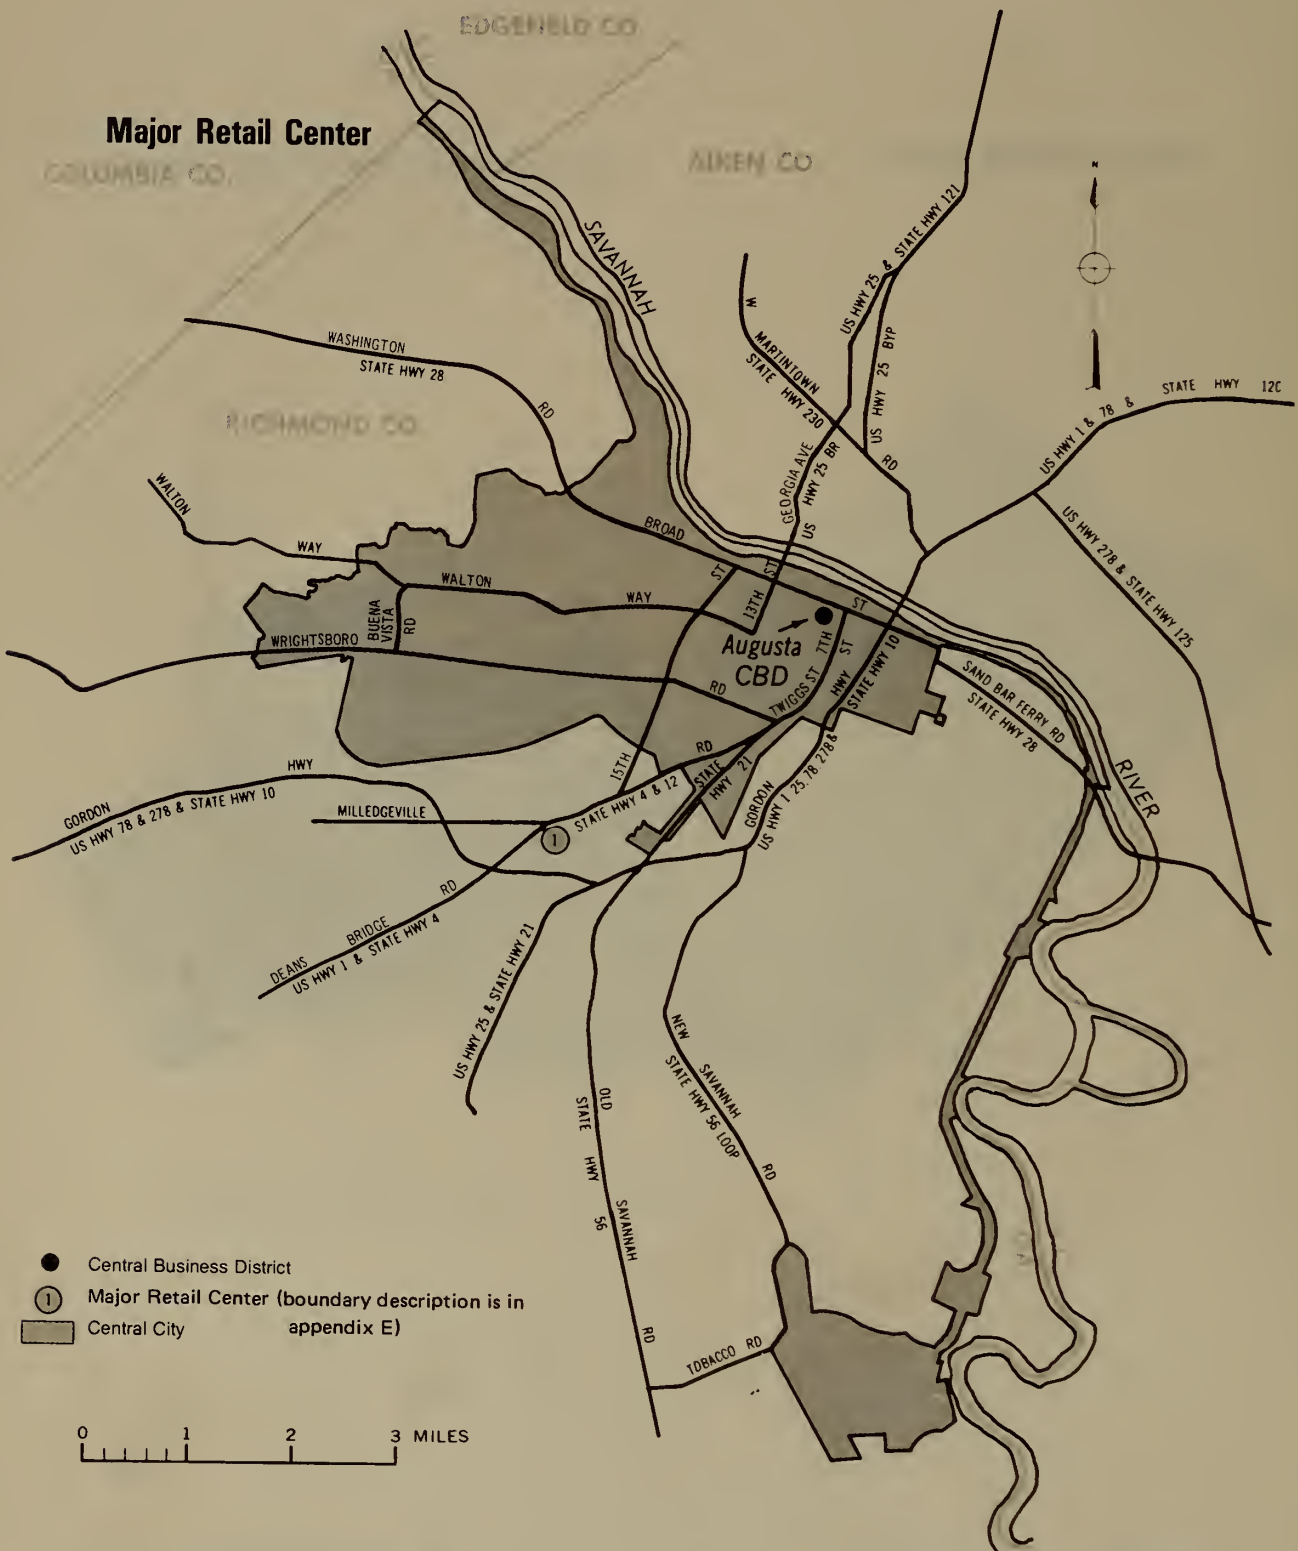 EDGEFIELD CO.
Major Retail Center
COLUMBIA CO.
AIKEN CO
N
SAVANNAH
US HWY 25 & STATE HWY 121
W
MARTINTOWN
STATE HWY 230
RD
US HWY 25 BYP
WASHINGTON
STATE HWY 28
RD
STATE HWY 12C
US HWY 1 & 78 &
RICHMOND CO.
GEORGIA AVE
US HWY 25 BR
WALTON
WAY
BROAD
ST
US HWY 278 & STATE HWY 125
WALTON
WAY
ST
13TH
ST
BUENA
VISTA
RD
WRIGHTSBORO
RD
Augusta
CBD
7TH
ST
TWIGGS ST
HWY
STATE HWY 10
SAND BAR FERRY RD
STATE HWY 28
RIVER
15TH
RD
STATE
HWY 21
HWY
GORDON
US HWY 78 & 278 & STATE HWY 10
MILLEDGEVILLE
STATE HWY 4 & 12
1
GORDON
US HWY 1 25 78 278 &
DEANS BRIDGE RD
US HWY 1 & STATE HWY 4
US HWY 25 & STATE HWY 21
NEW SAVANNAH RD
STATE HWY 56 LOOP
OLD SAVANNAH RD
STATE HWY 56
TOBACCO RD
Central Business District
1 Major Retail Center (boundary description is in
Central City appendix E)
0 1 2 3 MILES